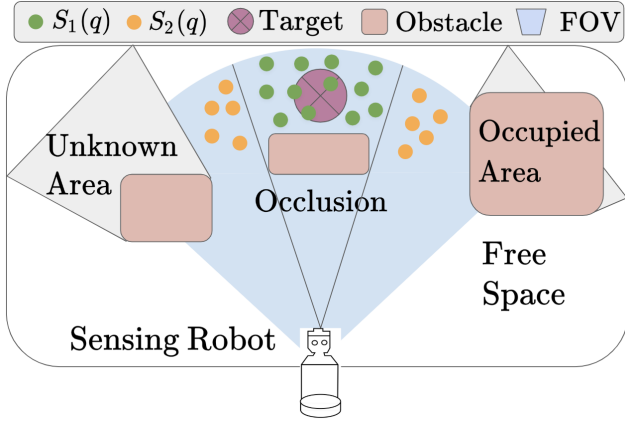 S₁(q) S₂(q) Target Obstacle FOV
Unknown
Area
Occupied
Area
Occlusion
Free
Space
Sensing Robot